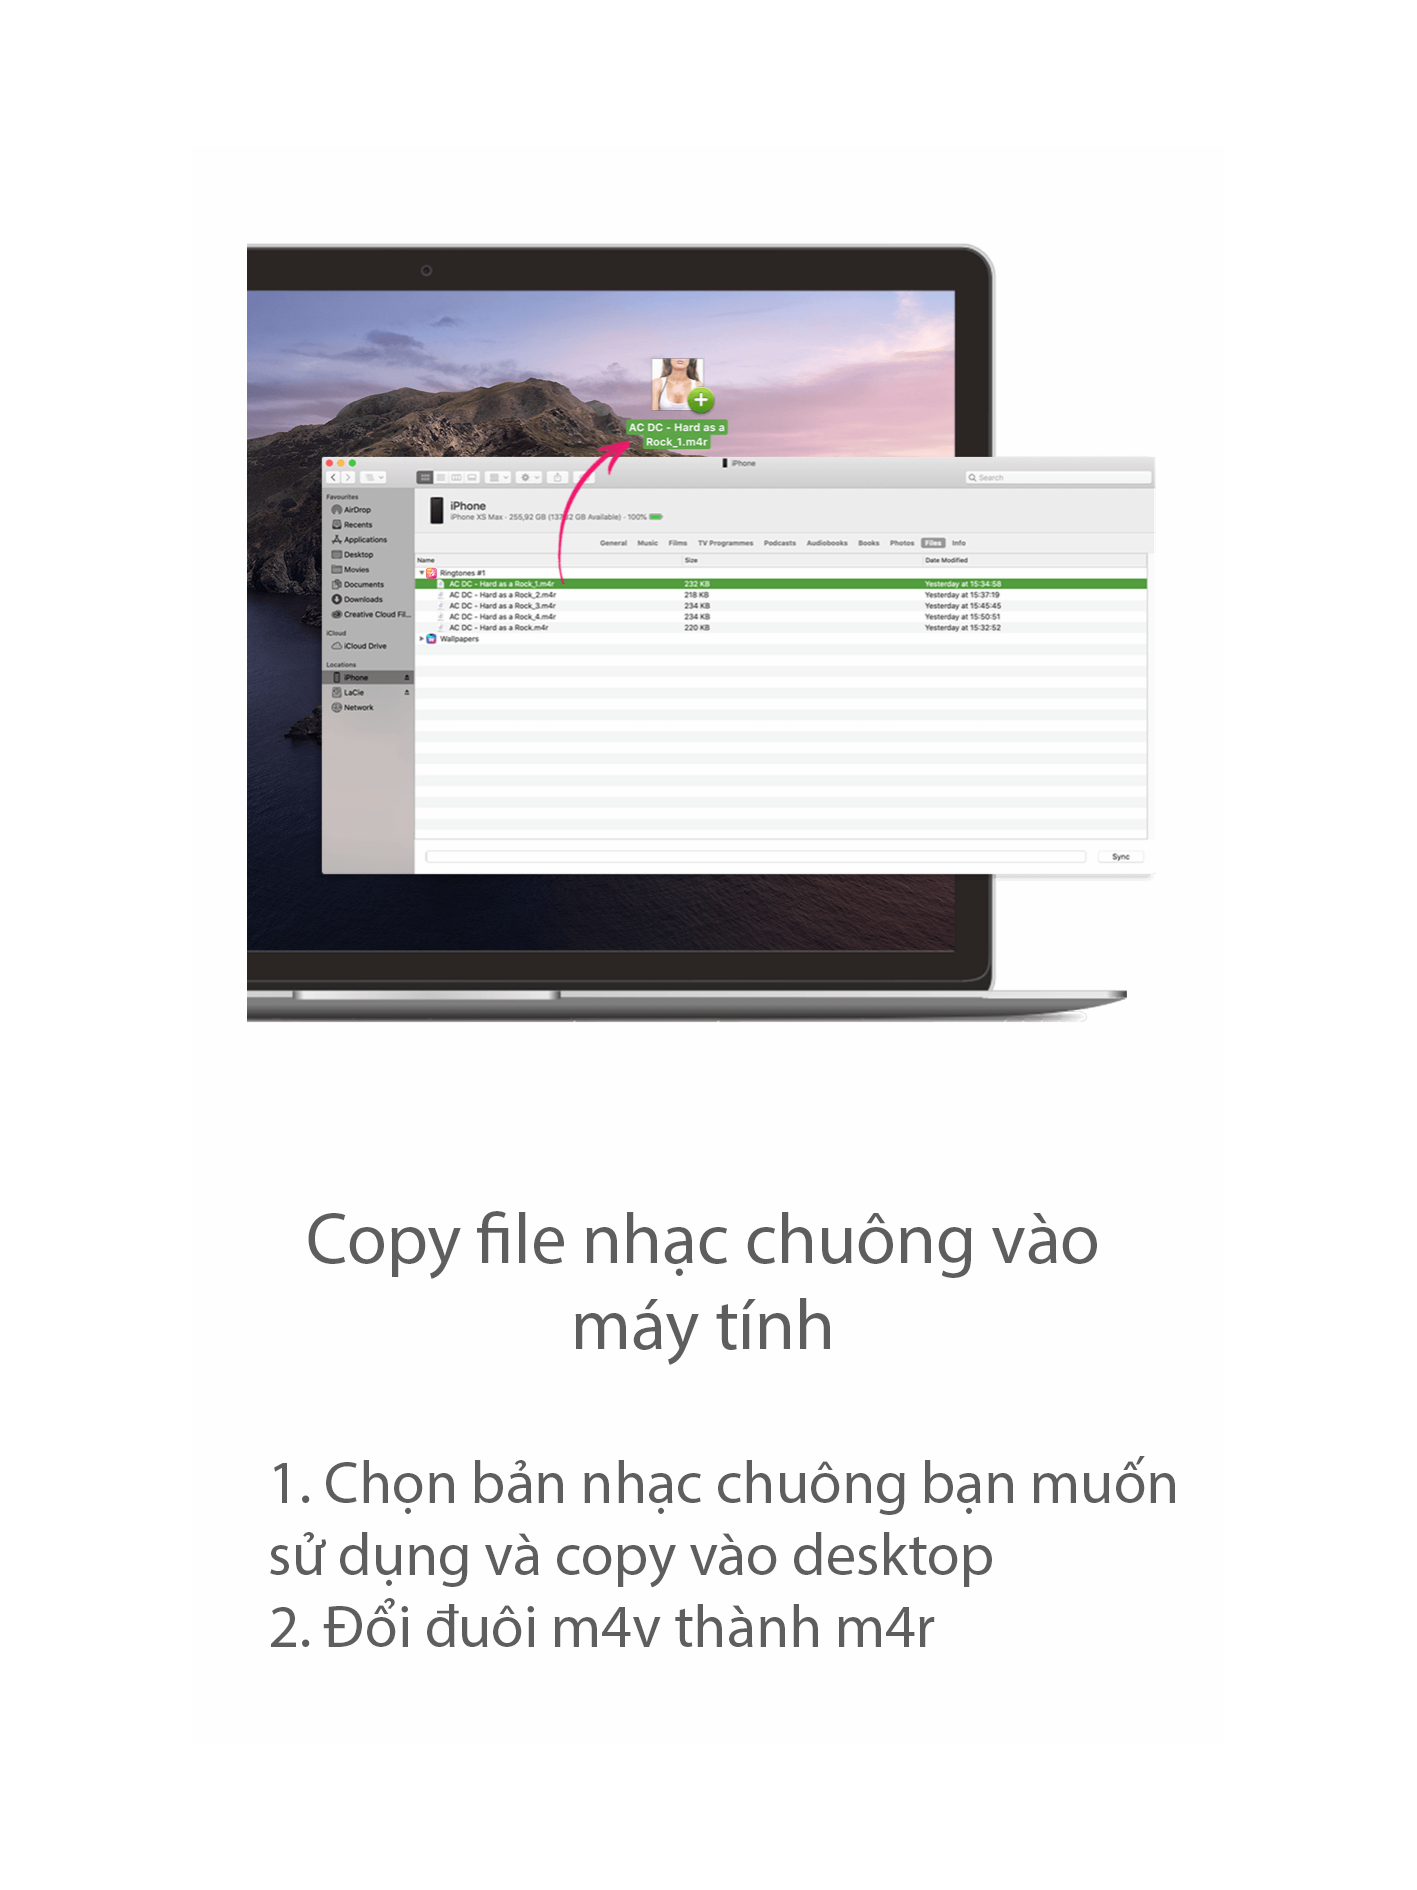 AC DC - Hard as a
Rock_1.m4r
iPhone
Search
Favourites
AirDrop
Recents
Applications
Desktop
Movies
Documents
Downloads
Creative Cloud Fil...
iCloud
iCloud Drive
Locations
iPhone
LaCie
Network
iPhone
iPhone XS Max - 255,92 GB (137,62 GB Available) - 100%
General Music Films TV Programmes Podcasts Audiobooks Books Photos Files Info
Name Size Date Modified
Ringtones #1
AC DC - Hard as a Rock_1.m4r 232 KB Yesterday at 15:34:58
AC DC - Hard as a Rock_2.m4r 218 KB Yesterday at 15:37:19
AC DC - Hard as a Rock_3.m4r 234 KB Yesterday at 15:45:45
AC DC - Hard as a Rock_4.m4r 234 KB Yesterday at 15:50:51
AC DC - Hard as a Rock.m4r 220 KB Yesterday at 15:32:52
Wallpapers
Sync
Copy file nhạc chuông vào
máy tính
1. Chọn bản nhạc chuông bạn muốn
sử dụng và copy vào desktop
2. Đổi đuôi m4v thành m4r